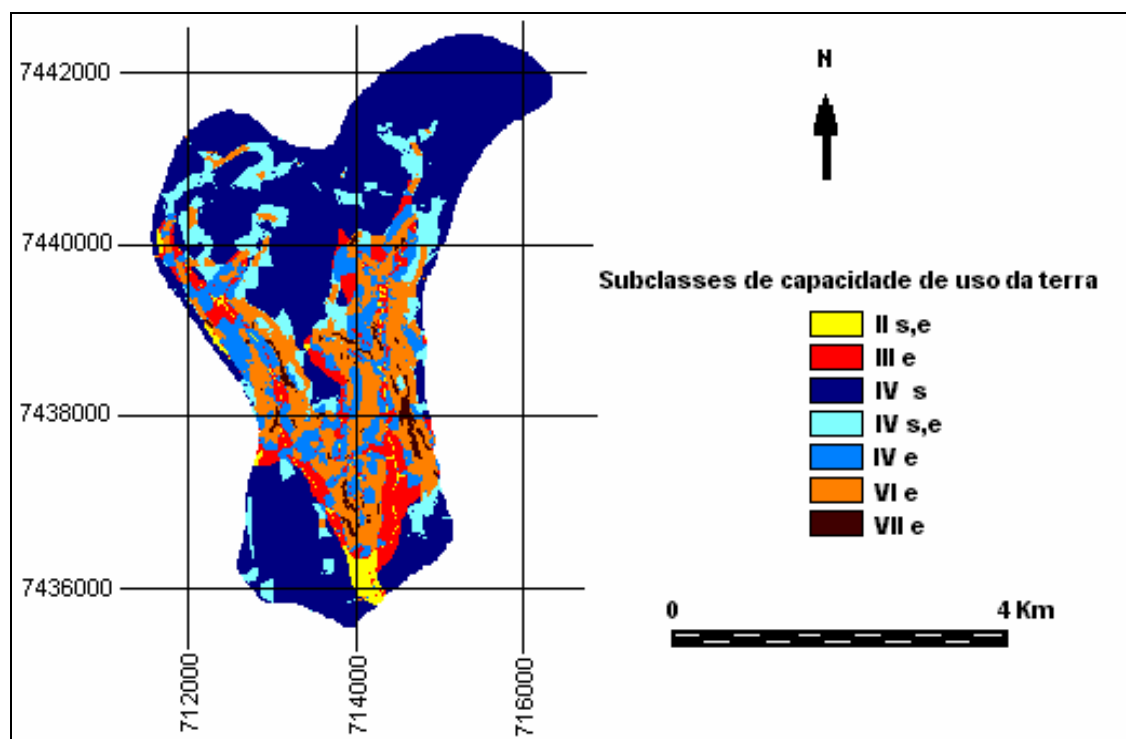 7442000
7440000
7438000
7436000
712000
714000
716000
N
Subclasses de capacidade de uso da terra
II s,e
III e
IV s
IV s,e
IV e
VI e
VII e
0 4 Km